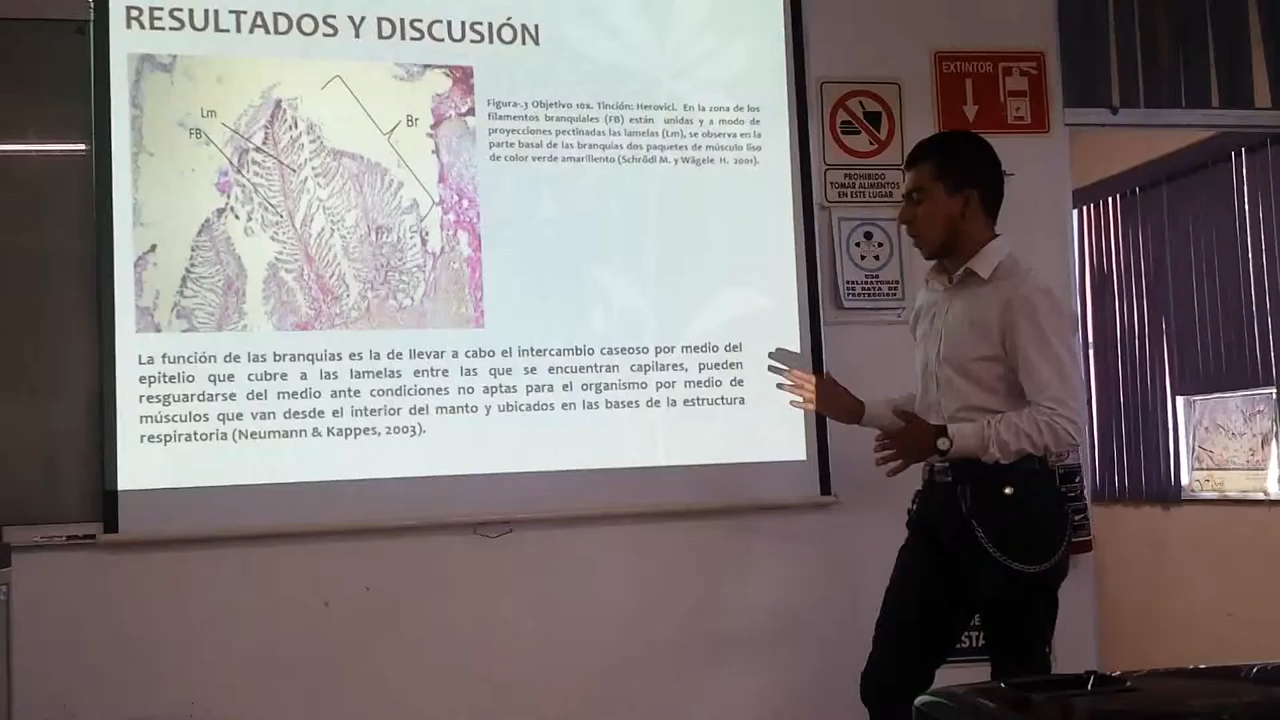 RESULTADOS Y DISCUSIÓN
Lm
FB
Br
Figura-.3 Objetivo 10x. Tinción: Herovici. En la zona de los
filamentos branquiales (FB) están unidas y a modo de
proyecciones pectinadas las lamelas (Lm), se observa en la
parte basal de las branquias dos paquetes de músculo liso
de color verde amarillento (Schrödl M. y Wägele H. 2001).
La función de las branquias es la de llevar a cabo el intercambio caseoso por medio del
epitelio que cubre a las lamelas entre las que se encuentran capilares, pueden
resguardarse del medio ante condiciones no aptas para el organismo por medio de
músculos que van desde el interior del manto y ubicados en las bases de la estructura
respiratoria (Neumann & Kappes, 2003).
EXTINTOR
PROHIBIDO
TOMAR ALIMENTOS
EN ESTE LUGAR
USO
OBLIGATORIO
DE BATA DE
PROTECCION